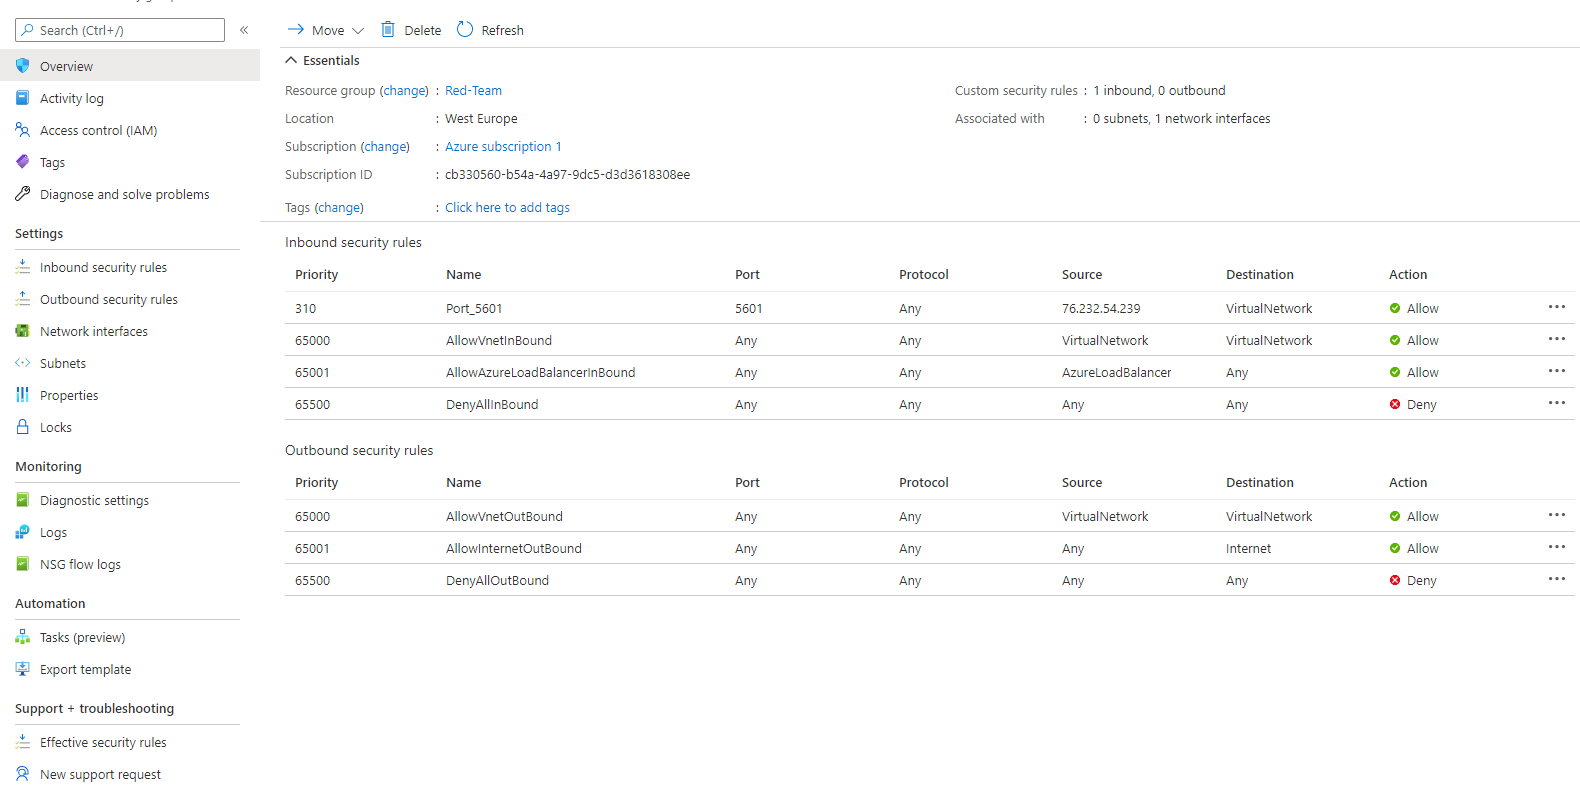 Search (Ctrl+/)
«
Overview
Activity log
Access control (IAM)
Tags
Diagnose and solve problems
Settings
Inbound security rules
Outbound security rules
Network interfaces
Subnets
Properties
Locks
Monitoring
Diagnostic settings
Logs
NSG flow logs
Automation
Tasks (preview)
Export template
Support + troubleshooting
Effective security rules
New support request
Move Delete Refresh
Essentials
Resource group (change) : Red-Team
Location : West Europe
Subscription (change) : Azure subscription 1
Subscription ID : cb330560-b54a-4a97-9dc5-d3d3618308ee
Tags (change) : Click here to add tags
Custom security rules : 1 inbound, 0 outbound
Associated with : 0 subnets, 1 network interfaces
Inbound security rules
Priority Name Port Protocol Source Destination Action
310 Port_5601 5601 Any 76.232.54.239 VirtualNetwork Allow ...
65000 AllowVnetInBound Any Any VirtualNetwork VirtualNetwork Allow ...
65001 AllowAzureLoadBalancerInBound Any Any AzureLoadBalancer Any Allow ...
65500 DenyAllInBound Any Any Any Any Deny ...
Outbound security rules
Priority Name Port Protocol Source Destination Action
65000 AllowVnetOutBound Any Any VirtualNetwork VirtualNetwork Allow ...
65001 AllowInternetOutBound Any Any Any Internet Allow ...
65500 DenyAllOutBound Any Any Any Any Deny ...